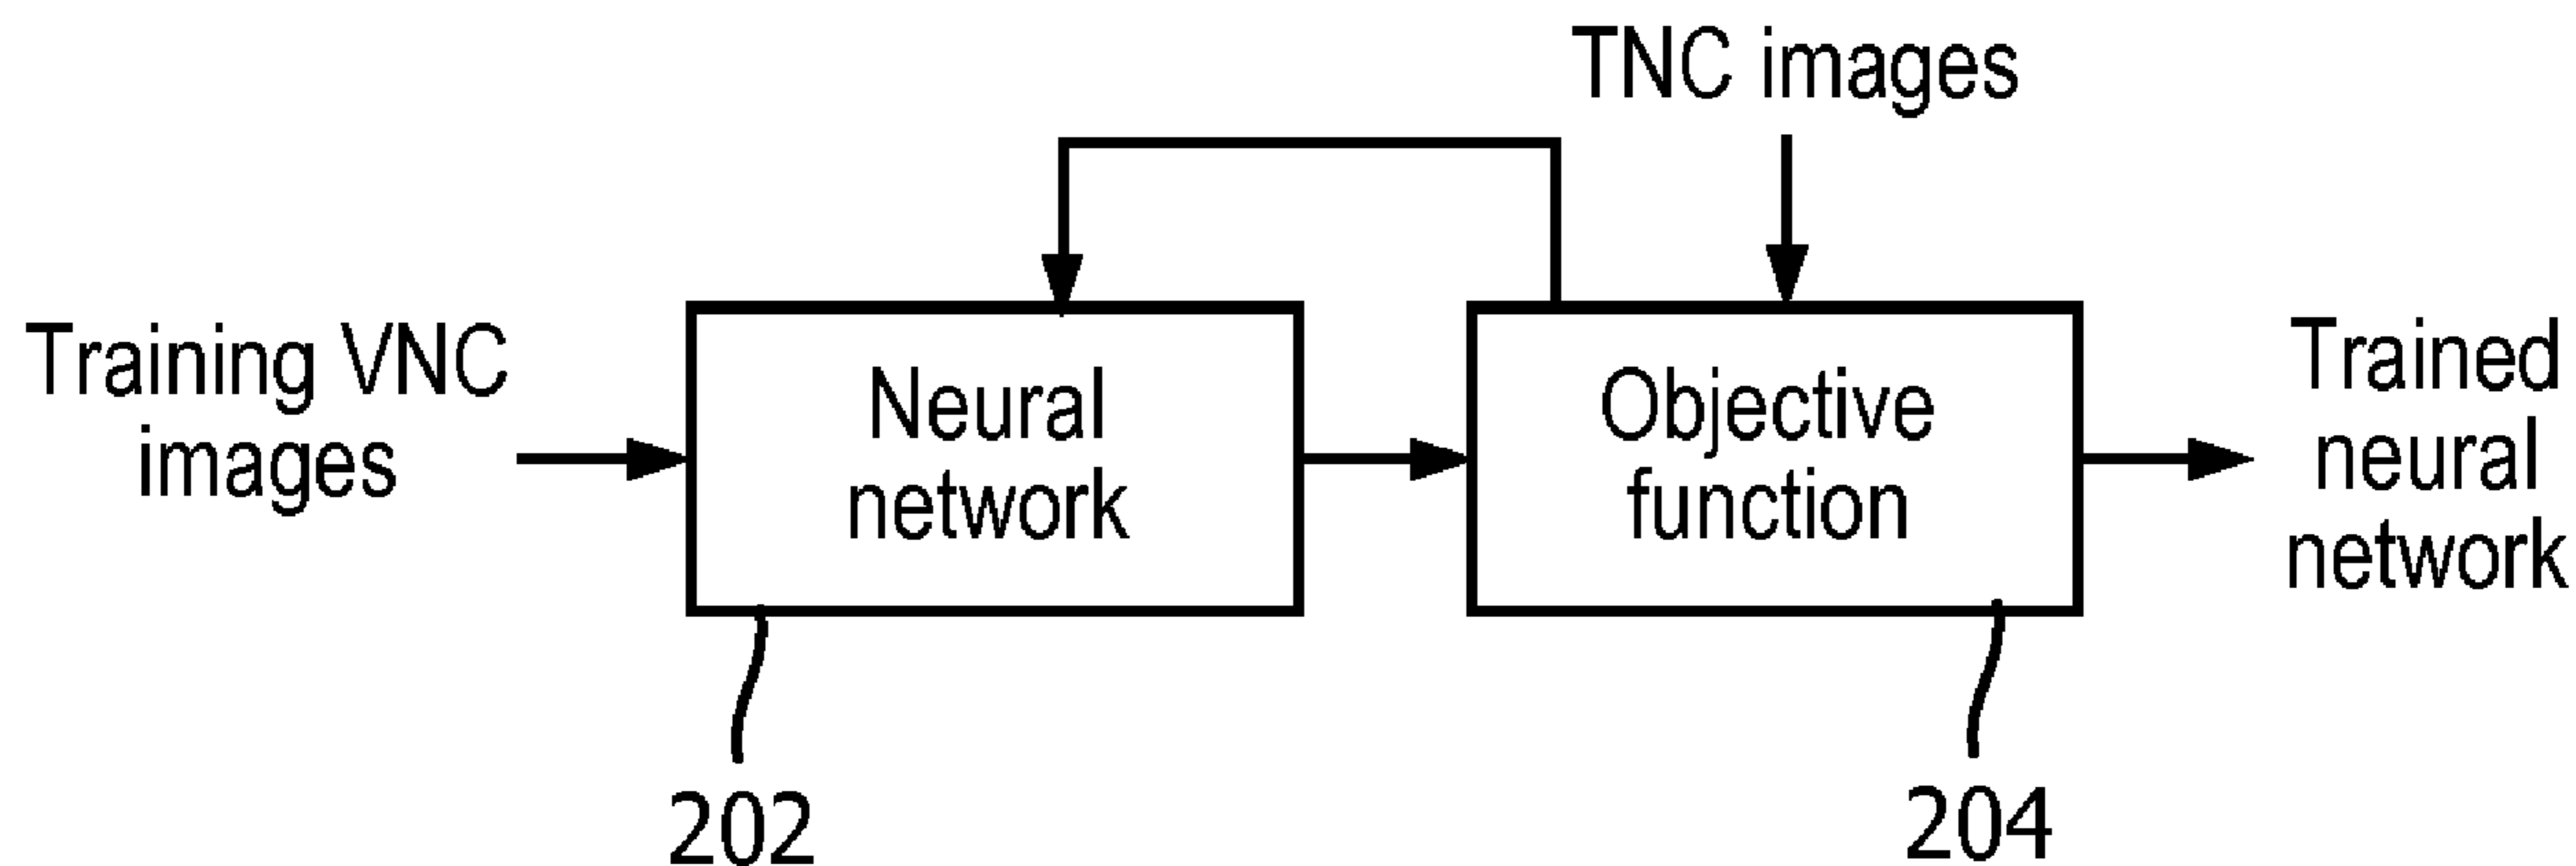 TNC images
Training VNC
images
Neural
network
Objective
function
Trained
neural
network
202
204